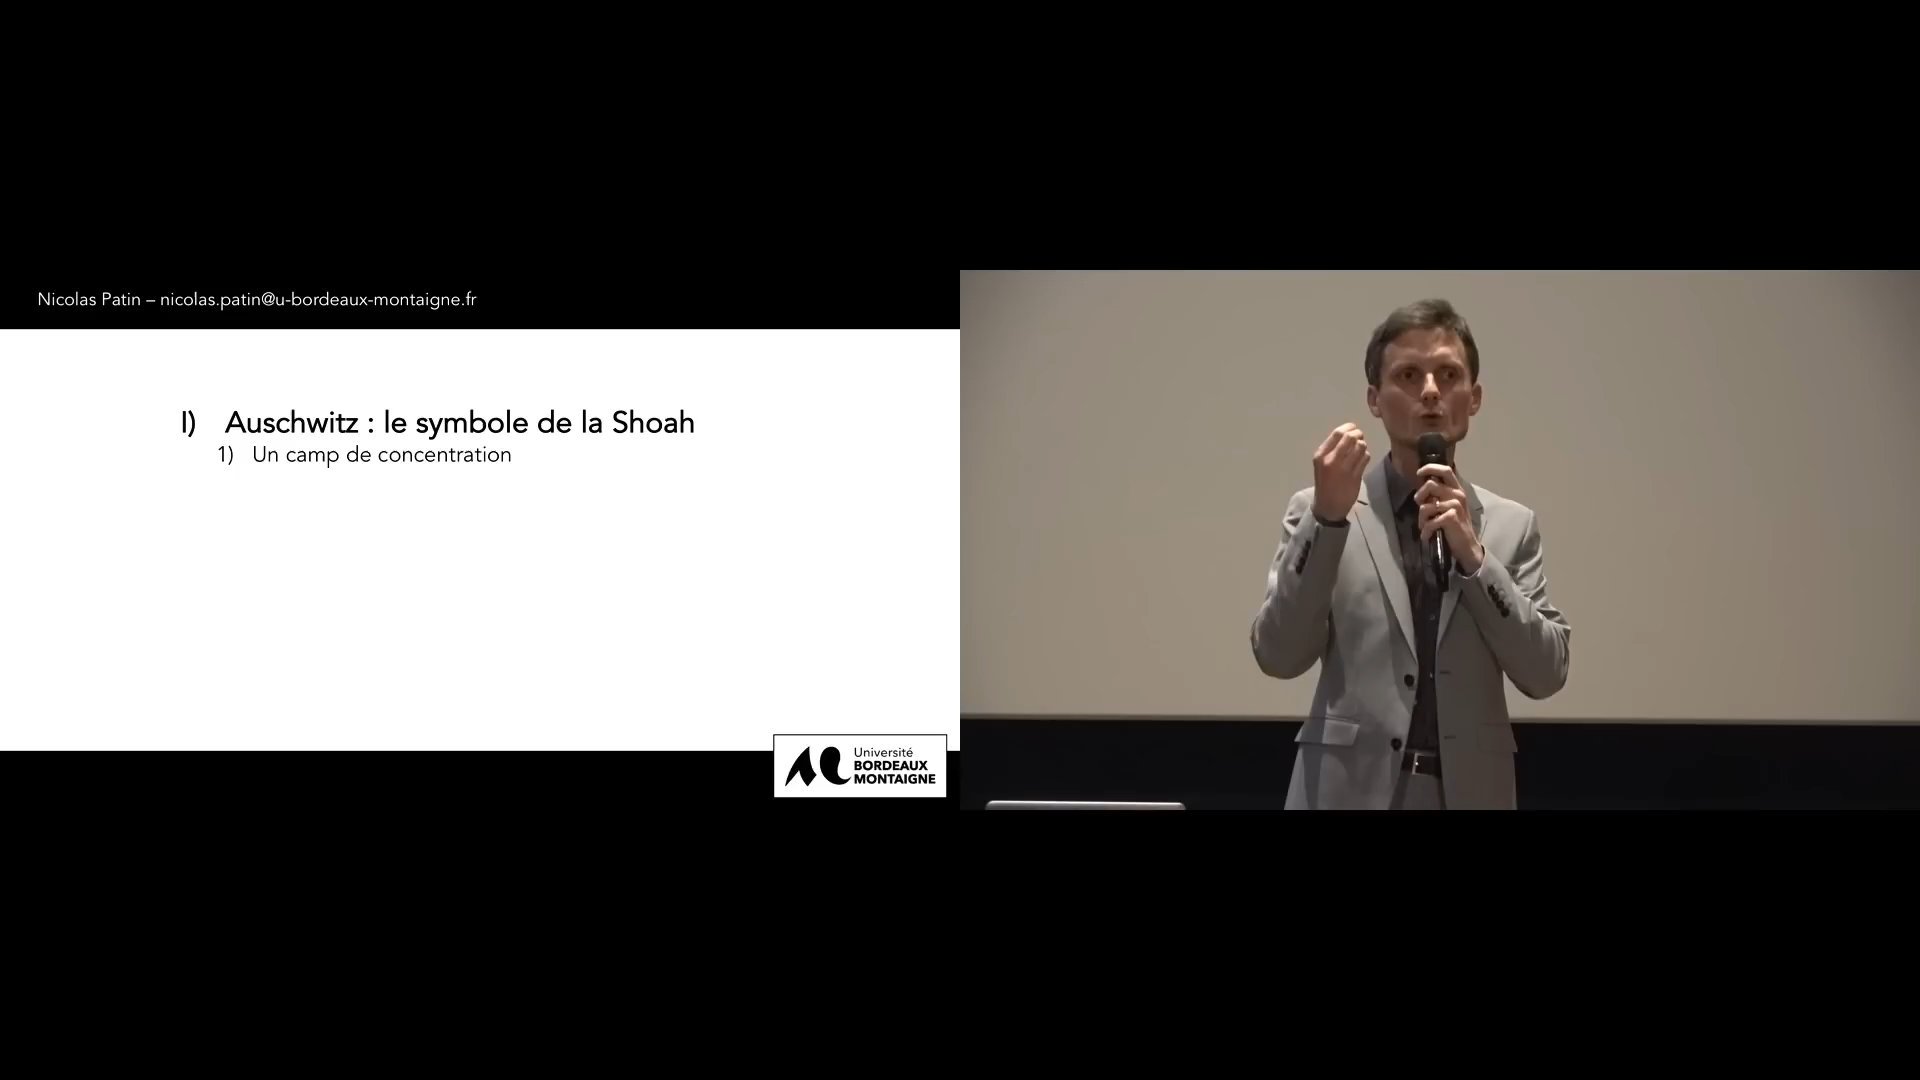 Nicolas Patin – nicolas.patin@u-bordeaux-montaigne.fr
I) Auschwitz : le symbole de la Shoah
1) Un camp de concentration
Université
BORDEAUX
MONTAIGNE